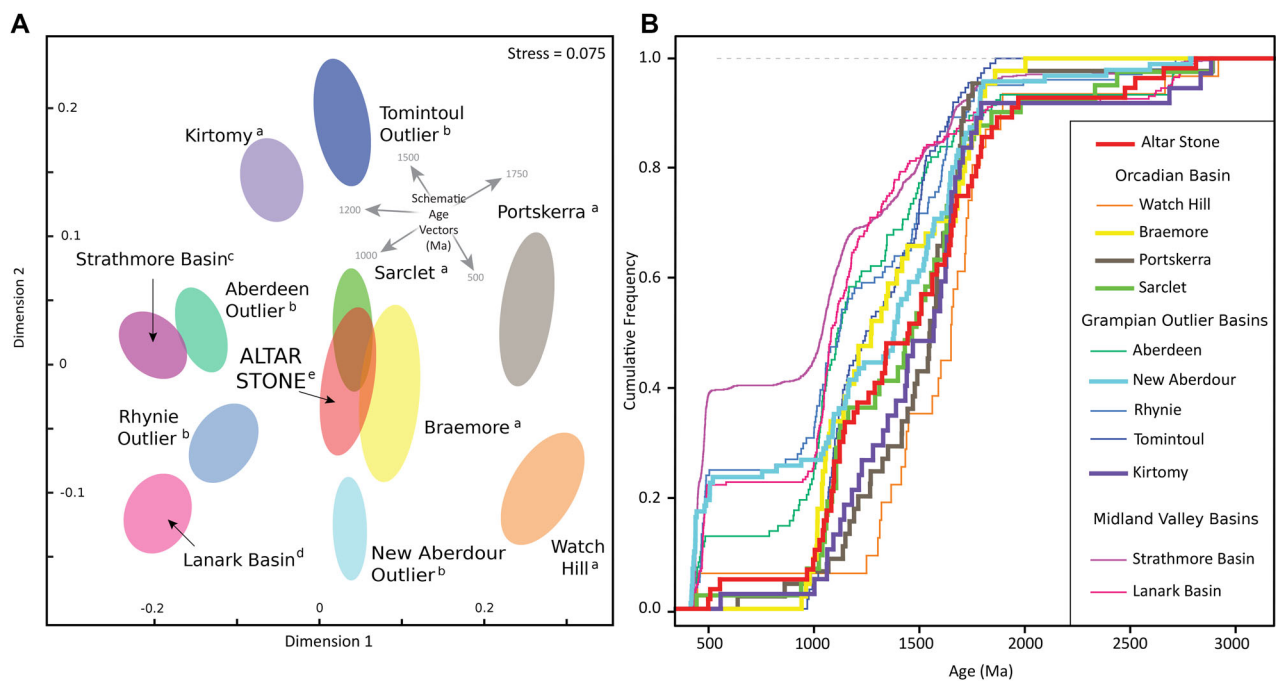 A
Stress = 0.075
0.2
0.1
0
-0.1
Dimension 2
-0.2
0
0.2
Dimension 1
Tomintoul
Outlier b
Kirtomy a
1500
1750
1200
1000
500
Schematic
Age
Vectors
(Ma)
Portskerra a
Strathmore Basin c
Sarclet a
Aberdeen
Outlier b
ALTAR
STONE e
Rhynie
Outlier b
Braemore a
Lanark Basin d
New Aberdour
Outlier b
Watch
Hill a
B
1.0
0.8
0.6
0.4
0.2
0.0
Cumulative Frequency
500
1000
1500
2000
2500
3000
Age (Ma)
Altar Stone
Orcadian Basin
Watch Hill
Braemore
Portskerra
Sarclet
Grampian Outlier Basins
Aberdeen
New Aberdour
Rhynie
Tomintoul
Kirtomy
Midland Valley Basins
Strathmore Basin
Lanark Basin